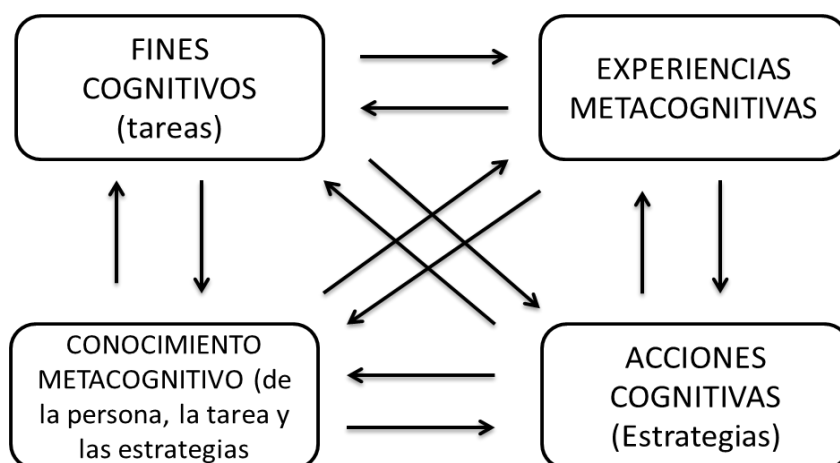 FINES
COGNITIVOS
(tareas)
EXPERIENCIAS
METACOGNITIVAS
CONOCIMIENTO
METACOGNITIVO (de
la persona, la tarea y
las estrategias
ACCIONES
COGNITIVAS
(Estrategias)